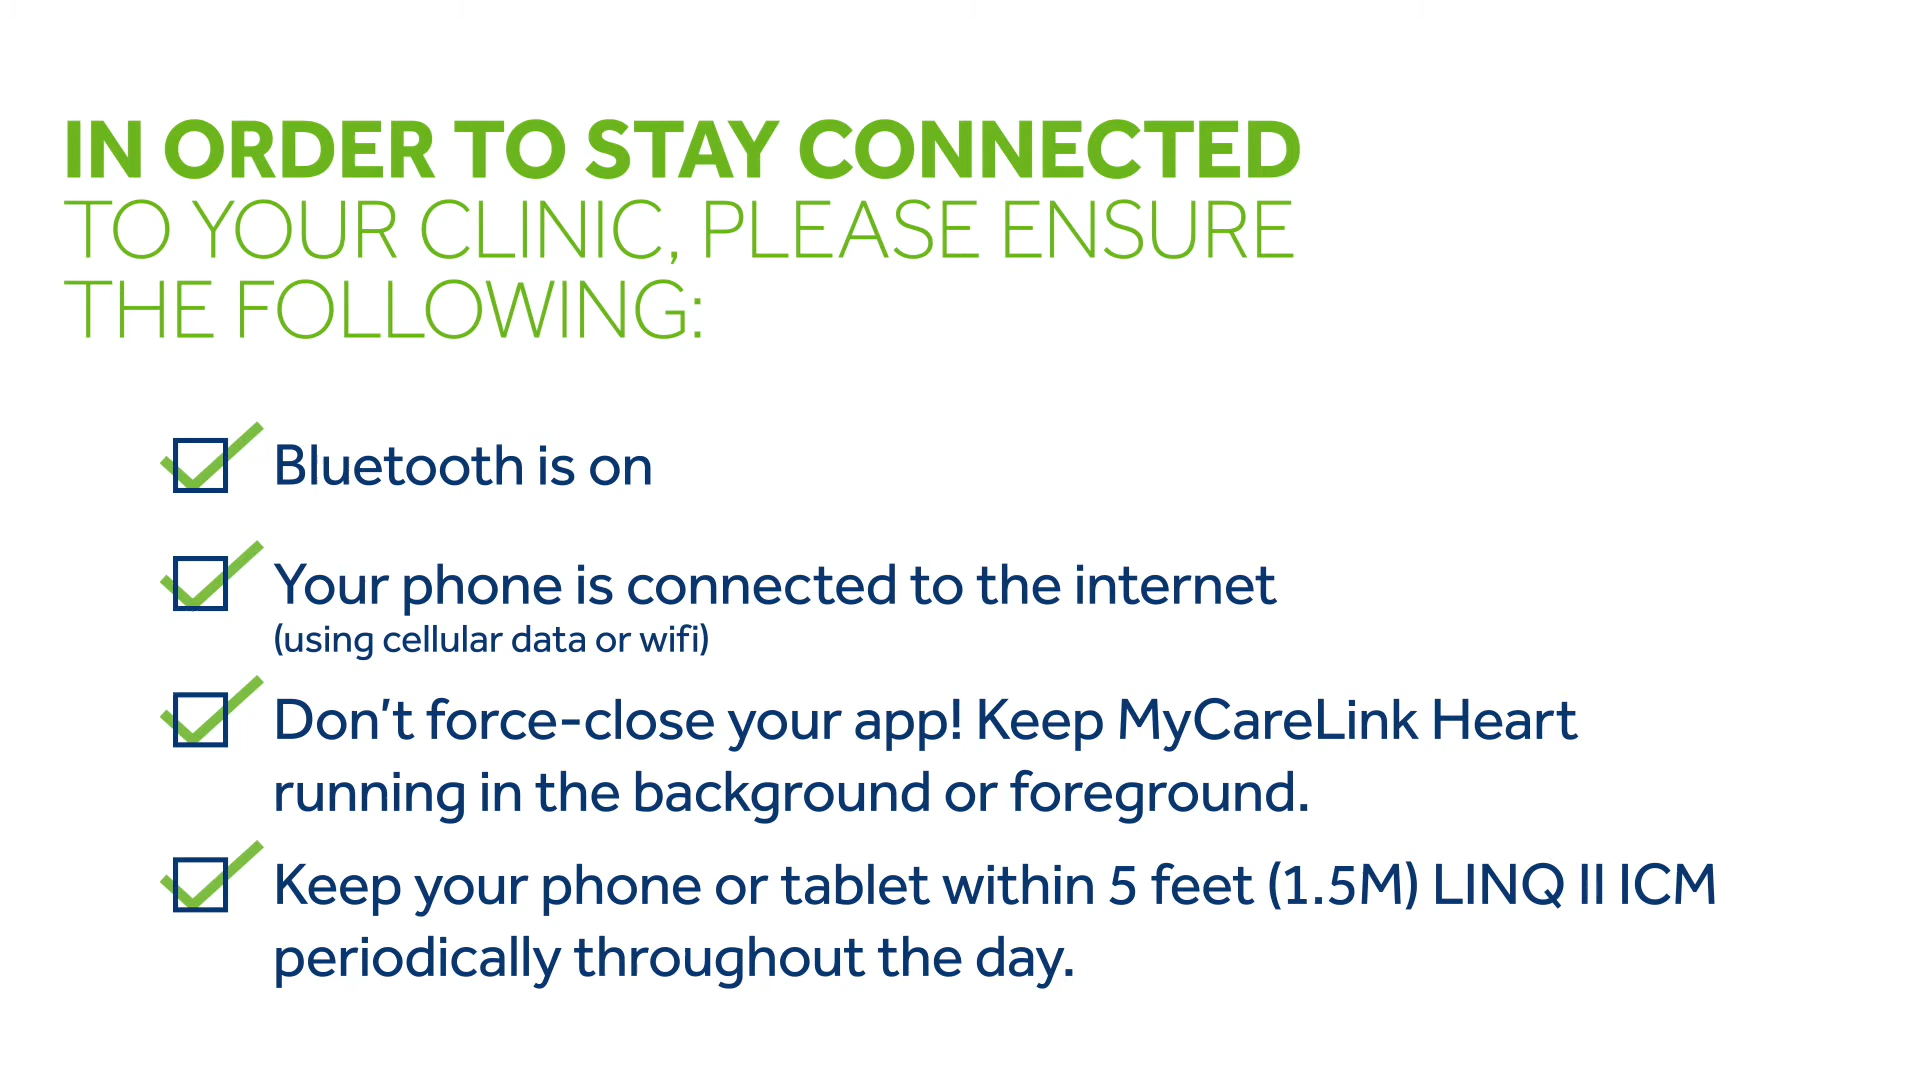 IN ORDER TO STAY CONNECTED
TO YOUR CLINIC, PLEASE ENSURE
THE FOLLOWING:
Bluetooth is on
Your phone is connected to the internet
(using cellular data or wifi)
Don’t force-close your app! Keep MyCareLink Heart
running in the background or foreground.
Keep your phone or tablet within 5 feet (1.5M) LINQ II ICM
periodically throughout the day.